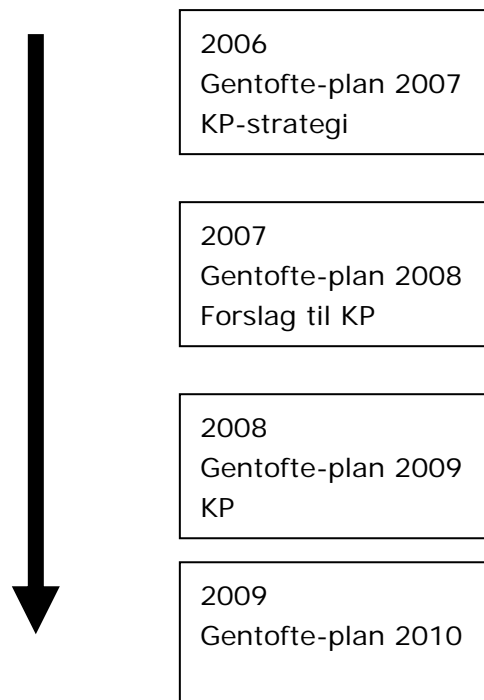 2006
Gentofte-plan 2007
KP-strategi
2007
Gentofte-plan 2008
Forslag til KP
2008
Gentofte-plan 2009
KP
2009
Gentofte-plan 2010